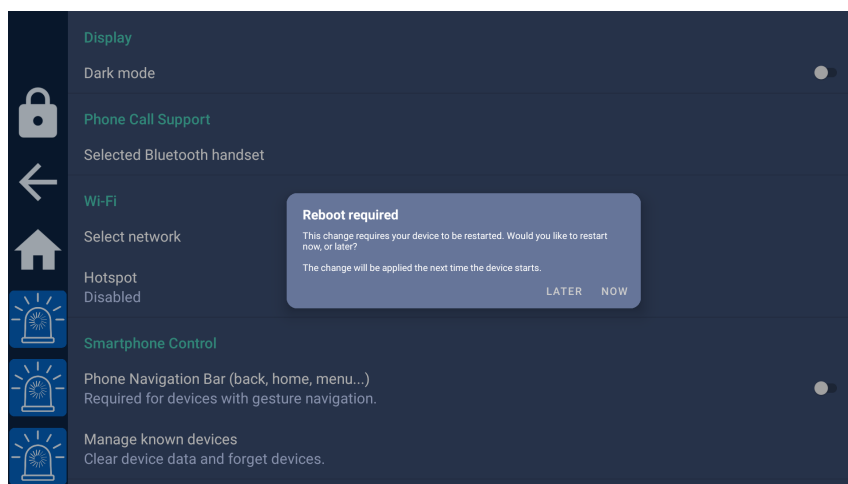 Display
Dark mode
Phone Call Support
Selected Bluetooth handset
Wi-Fi
Select network
Hotspot
Disabled
Reboot required
This change requires your device to be restarted. Would you like to restart
now, or later?
The change will be applied the next time the device starts.
LATER NOW
Smartphone Control
Phone Navigation Bar (back, home, menu...)
Required for devices with gesture navigation.
Manage known devices
Clear device data and forget devices.